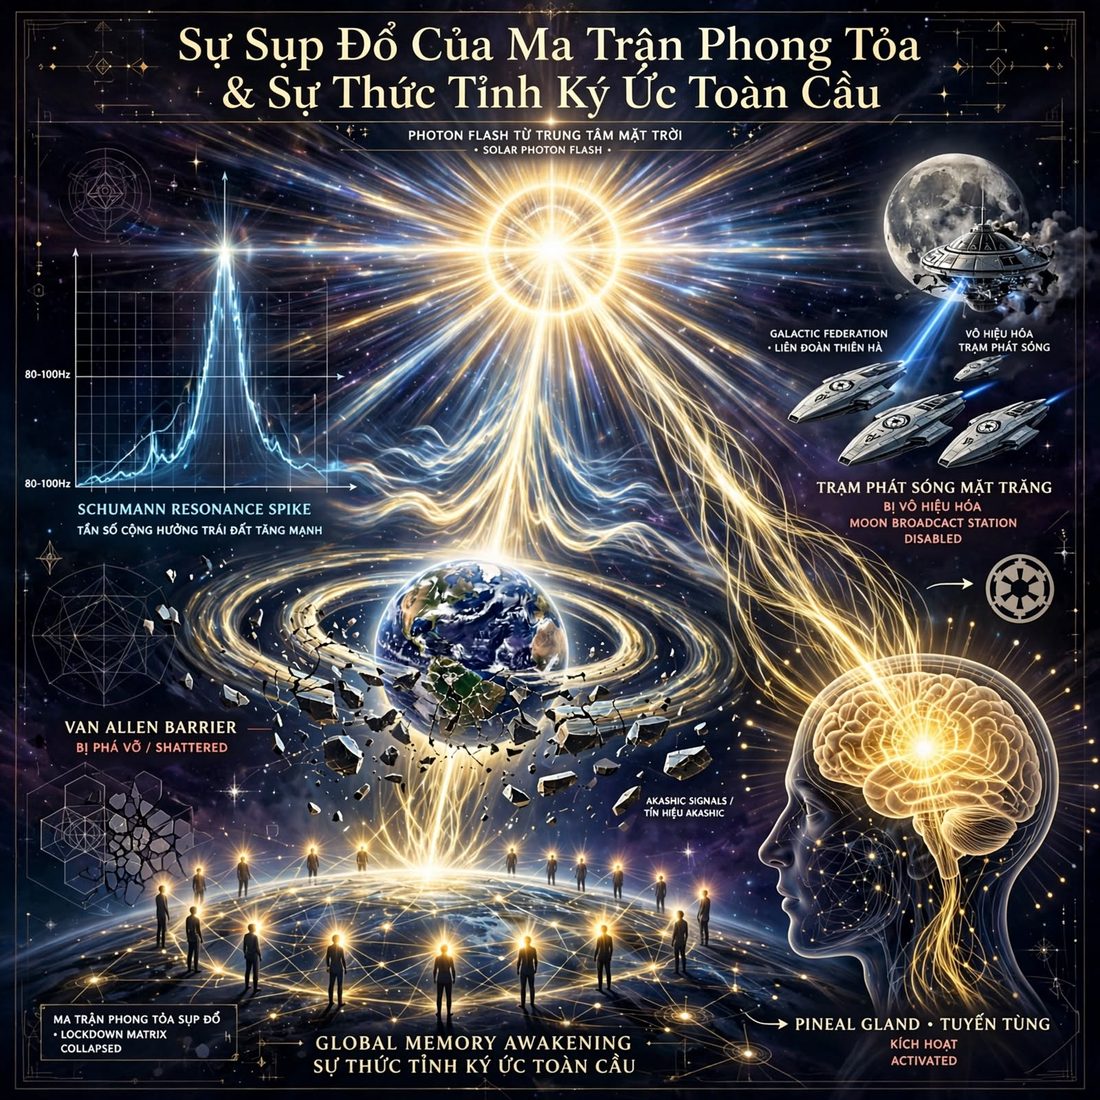 Sự Sụp Đổ Của Ma Trận Phong Tỏa
& Sự Thức Tỉnh Ký Ức Toàn Cầu
PHOTON FLASH TỪ TRUNG TÂM MẶT TRỜI
• SOLAR PHOTON FLASH •
80-100Hz
80-100Hz
SCHUMANN RESONANCE SPIKE
TẦN SỐ CỘNG HƯỞNG TRÁI ĐẤT TĂNG MẠNH
GALACTIC FEDERATION
• LIÊN ĐOÀN THIÊN HÀ
VÔ HIỆU HÓA
TRẠM PHÁT SÓNG
TRẠM PHÁT SÓNG MẶT TRĂNG
BỊ VÔ HIỆU HÓA
MOON BROADCACT STATION
DISABLED
VAN ALLEN BARRIER
BỊ PHÁ VỠ / SHATTERED
AKASHIC SIGNALS /
TÍN HIỆU AKASHIC
MA TRẬN PHONG TỎA SỤP ĐỔ
• LOCKDOWN MATRIX
COLLAPSED
GLOBAL MEMORY AWAKENING
SỰ THỨC TỈNH KÝ ỨC TOÀN CẦU
PINEAL GLAND • TUYẾN TÙNG
KÍCH HOẠT
ACTIVATED